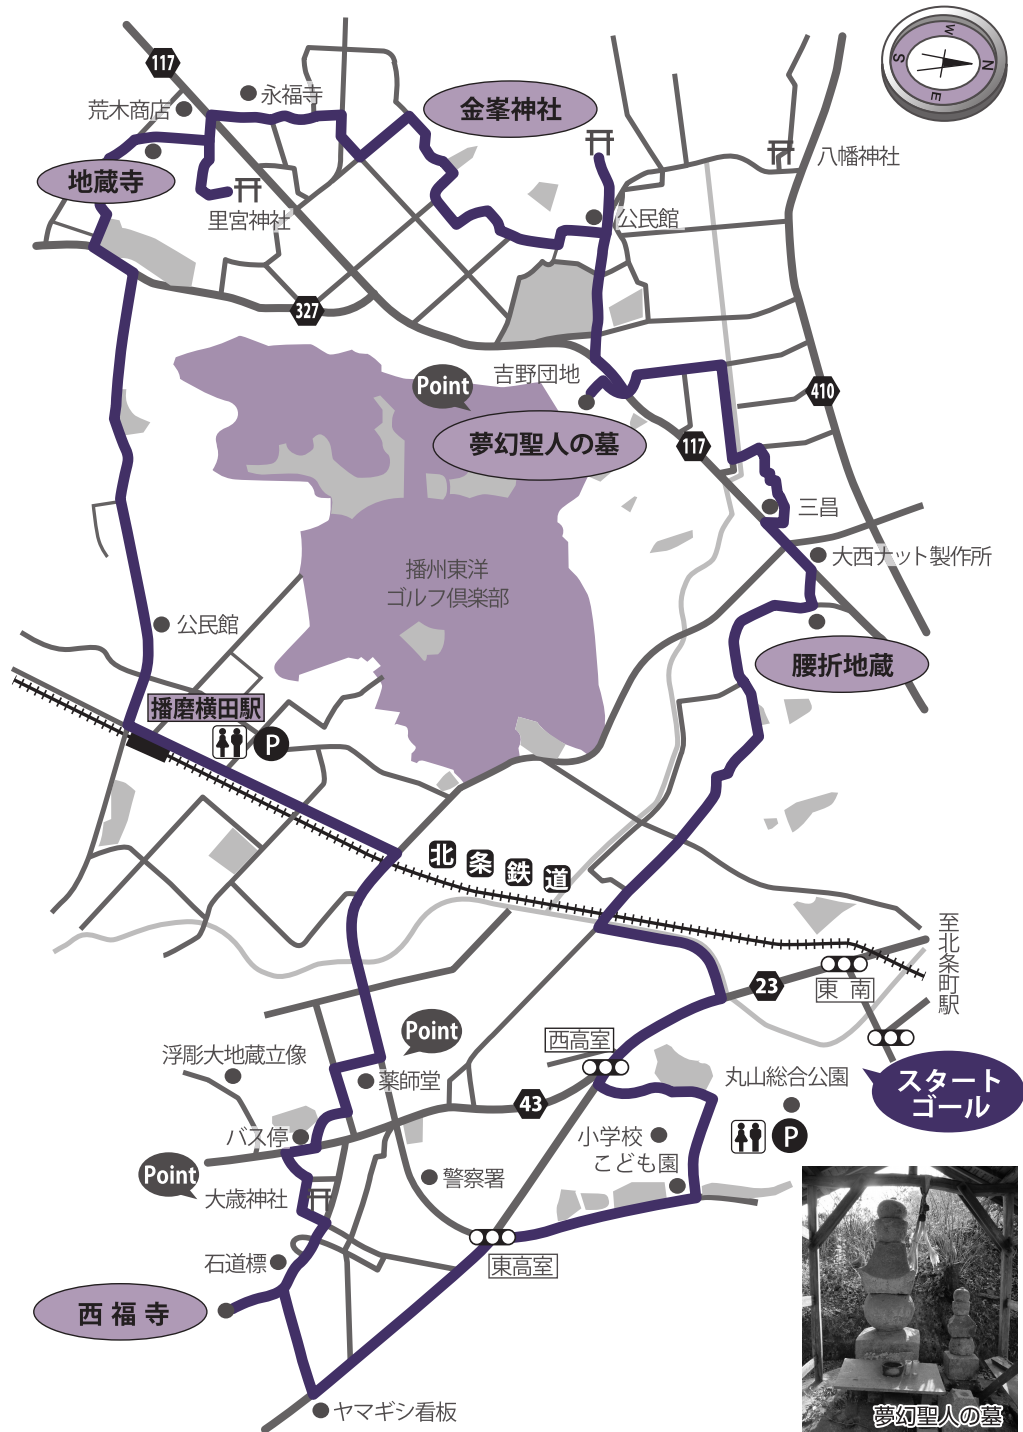 117
荒木商店
永福寺
金峯神社
W
S
N
E
八幡神社
地蔵寺
里宮神社
公民館
327
吉野団地
Point
410
夢幻聖人の墓
117
三昌
大西ナット製作所
播州東洋
ゴルフ倶楽部
公民館
腰折地蔵
播磨横田駅
P
北条鉄道
至北条町駅
23
東 南
Point
西高室
浮彫大地蔵立像
薬師堂
丸山総合公園
スタート
ゴール
43
バス停
小学校
こども園
P
Point
大歳神社
警察署
石道標
東高室
西福寺
ヤマギシ看板
夢幻聖人の墓